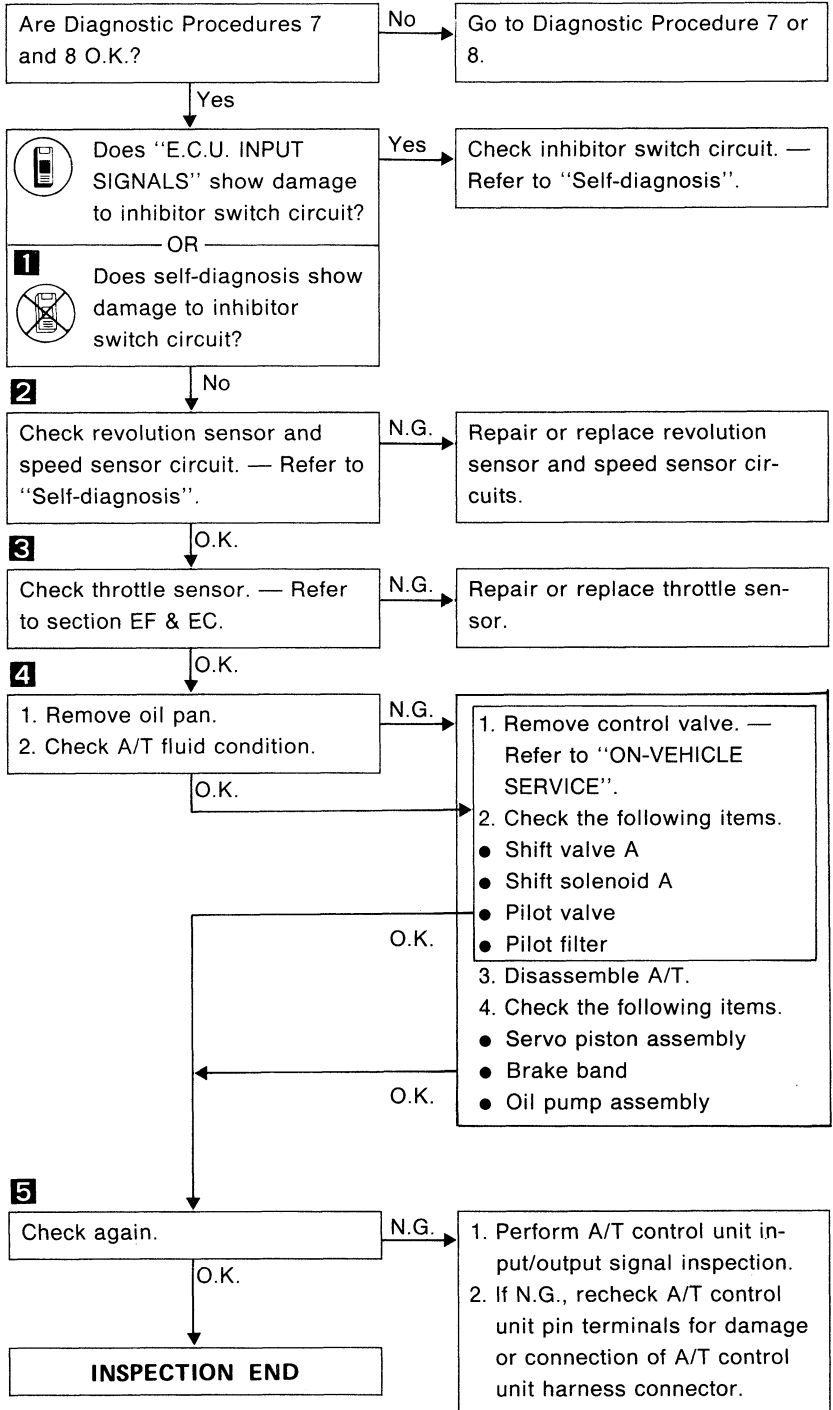 Are Diagnostic Procedures 7
and 8 O.K.?
No
Go to Diagnostic Procedure 7 or
8.
Yes
Does "E.C.U. INPUT
SIGNALS" show damage
to inhibitor switch circuit?
Yes
Check inhibitor switch circuit. —
Refer to "Self-diagnosis".
OR
1
Does self-diagnosis show
damage to inhibitor
switch circuit?
No
2
Check revolution sensor and
speed sensor circuit. — Refer to
"Self-diagnosis".
N.G.
Repair or replace revolution
sensor and speed sensor cir-
cuits.
O.K.
3
Check throttle sensor. — Refer
to section EF & EC.
N.G.
Repair or replace throttle sen-
sor.
O.K.
4
1. Remove oil pan.
2. Check A/T fluid condition.
N.G.
O.K.
1. Remove control valve. —
Refer to "ON-VEHICLE
SERVICE".
2. Check the following items.
● Shift valve A
● Shift solenoid A
● Pilot valve
● Pilot filter
O.K.
3. Disassemble A/T.
4. Check the following items.
● Servo piston assembly
● Brake band
● Oil pump assembly
O.K.
5
Check again.
N.G.
O.K.
1. Perform A/T control unit in-
put/output signal inspection.
2. If N.G., recheck A/T control
unit pin terminals for damage
or connection of A/T control
unit harness connector.
INSPECTION END